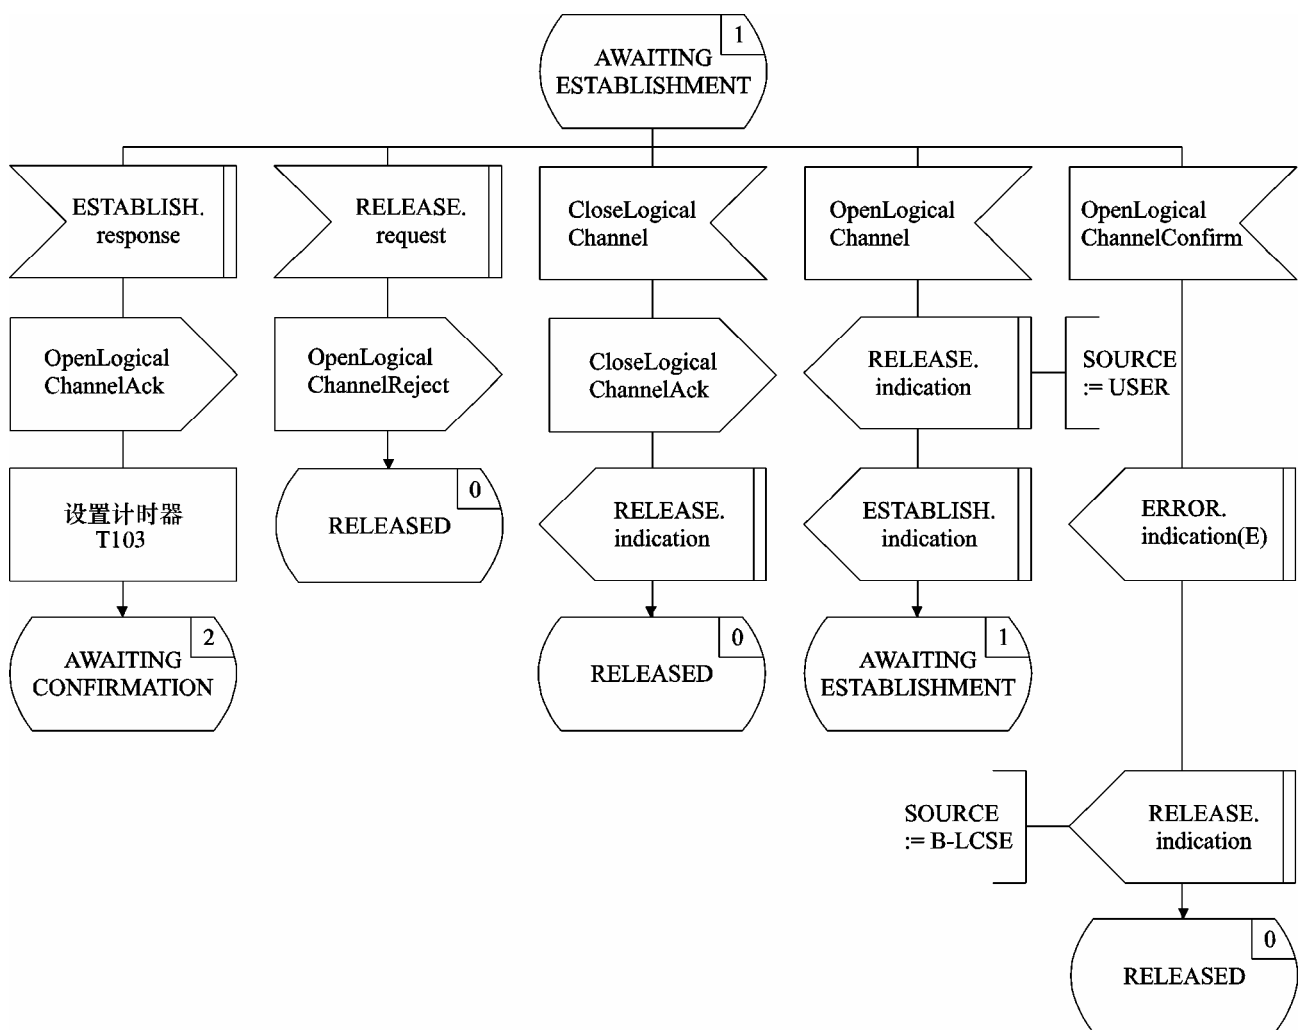 1
AWAITING
ESTABLISHMENT
ESTABLISH.
response
RELEASE.
request
CloseLogical
Channel
OpenLogical
Channel
OpenLogical
ChannelConfirm
OpenLogical
ChannelAck
OpenLogical
ChannelReject
CloseLogical
ChannelAck
RELEASE.
indication
SOURCE
:= USER
设置计时器
T103
0
RELEASED
RELEASE.
indication
ESTABLISH.
indication
ERROR.
indication(E)
2
AWAITING
CONFIRMATION
0
RELEASED
1
AWAITING
ESTABLISHMENT
SOURCE
:= B-LCSE
RELEASE.
indication
0
RELEASED